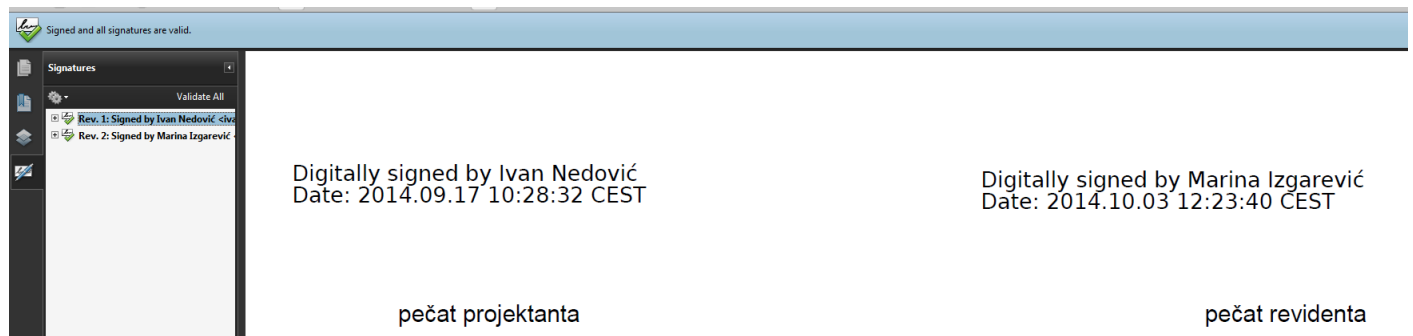 Signed and all signatures are valid.
Signatures
Validate All
Rev. 1: Signed by Ivan Nedović <iva
Rev. 2: Signed by Marina Izgarević <
Digitally signed by Ivan Nedović
Date: 2014.09.17 10:28:32 CEST
Digitally signed by Marina Izgarević
Date: 2014.10.03 12:23:40 CEST
pečat projektanta
pečat revidenta